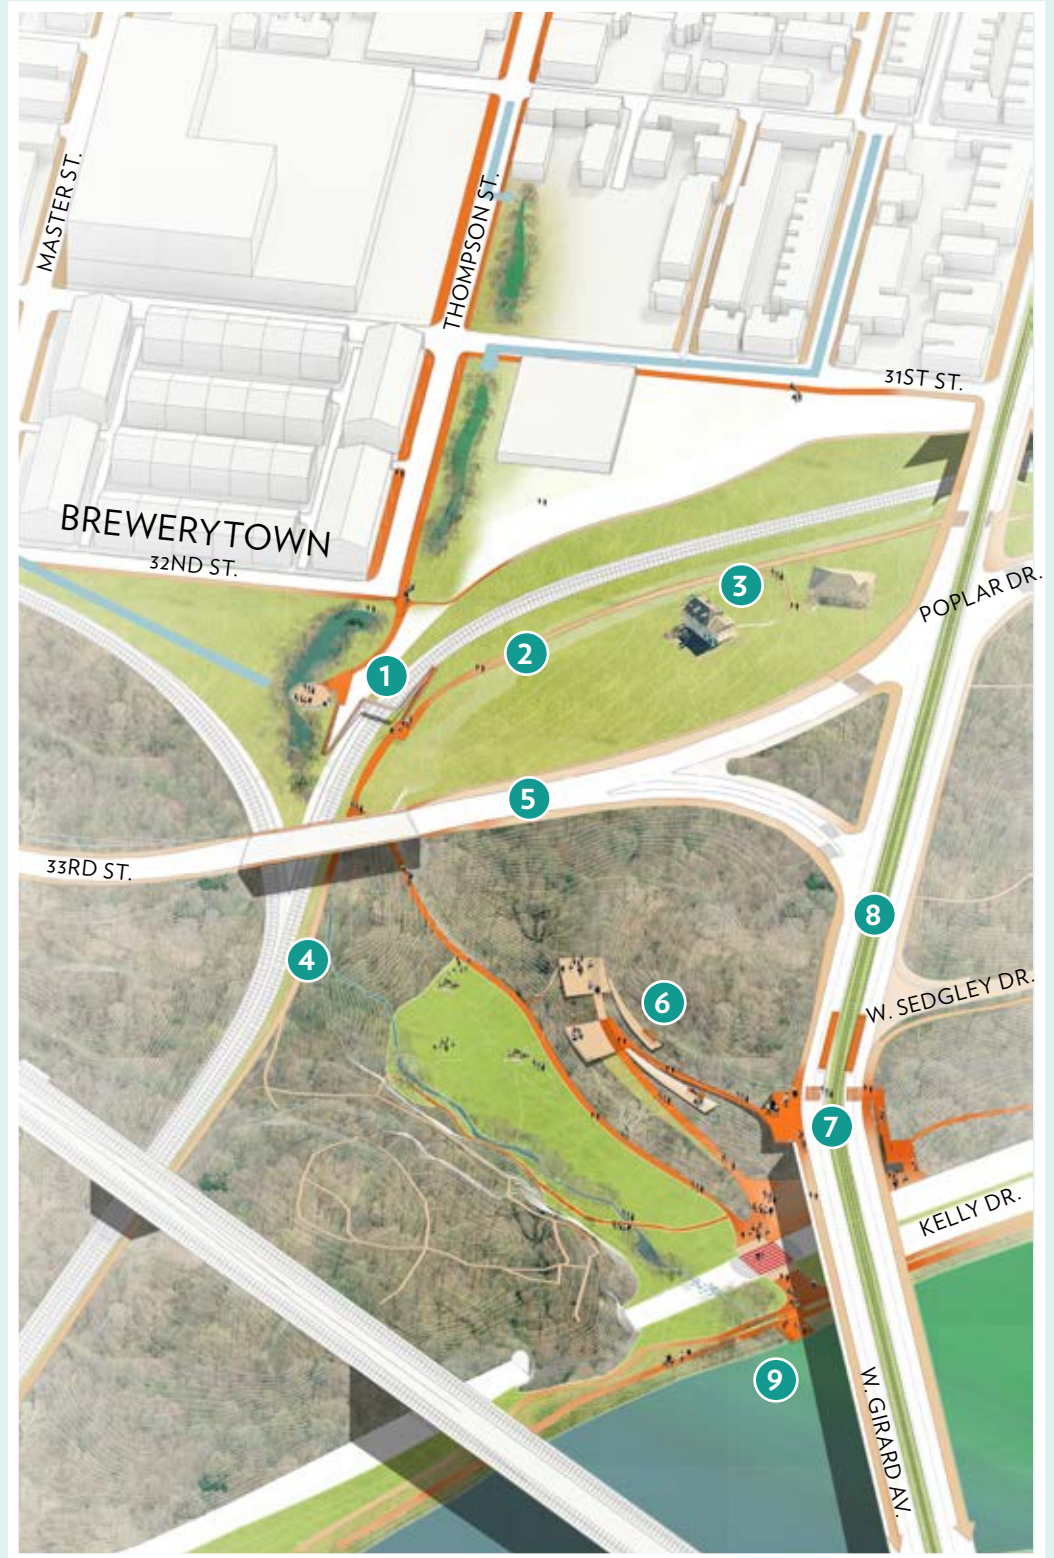 MASTER ST.
THOMPSON ST.
31ST ST.
BREWERYTOWN
32ND ST.
POPLAR DR.
3
2
1
5
33RD ST.
8
4
W. SEDGLEY DR.
6
7
KELLY DR.
9
W. GIRARD AV.